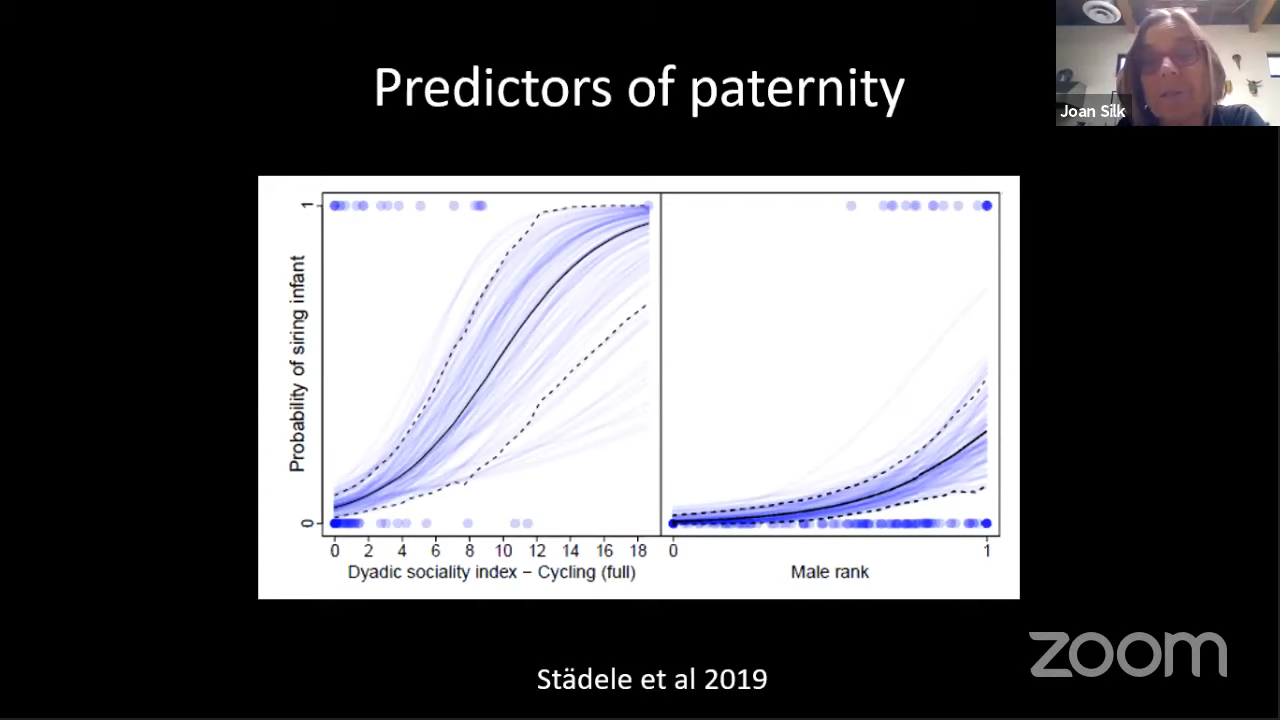 Predictors of paternity
Joan Silk
Probability of siring infant
1
0
0 2 4 6 8 10 12 14 16 18
Dyadic sociality index − Cycling (full)
0 1
Male rank
Städele et al 2019
zoom